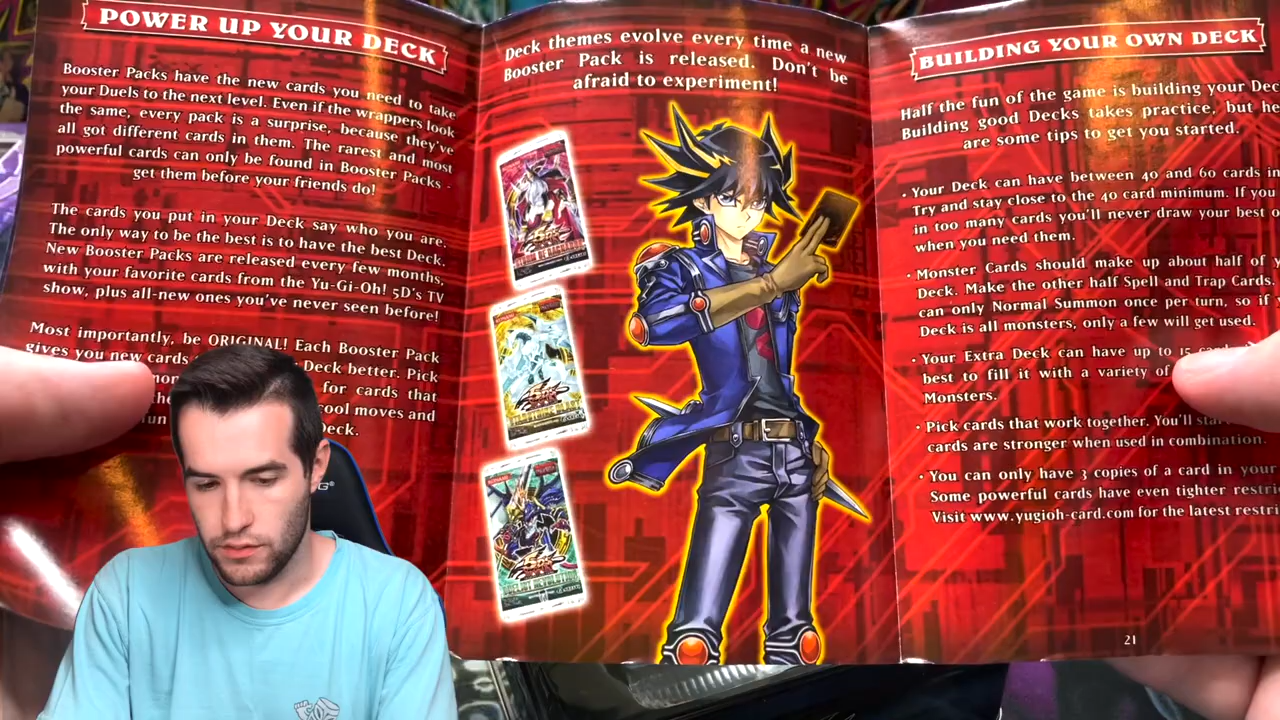 POWER UP YOUR DECK
Booster Packs have the new cards you need to take
your Duels to the next level. Even if the wrappers look
the same, every pack is a surprise, because they've
all got different cards in them. The rarest and most
powerful cards can only be found in Booster Packs -
get them before your friends do!
The cards you put in your Deck say who you are.
The only way to be the best is to have the best Deck.
New Booster Packs are released every few months,
with your favorite cards from the Yu-Gi-Oh! 5D's TV
show, plus all-new ones you've never seen before!
Most importantly, be ORIGINAL! Each Booster Pack
gives you new cards Deck better. Pick
for cards that
cool moves and
Deck.
Deck themes evolve every time a new
Booster Pack is released. Don't be
afraid to experiment!
BUILDING YOUR OWN DECK
Half the fun of the game is building your Dec
Building good Decks takes practice, but he
are some tips to get you started.
• Your Deck can have between 40 and 60 cards in
Try and stay close to the 40 card minimum. If you
in too many cards you'll never draw your best o
when you need them.
• Monster Cards should make up about half of y
Deck. Make the other half Spell and Trap Cards.
can only Normal Summon once per turn, so if
Deck is all monsters, only a few will get used.
• Your Extra Deck can have up to 15
best to fill it with a variety of
Monsters.
• Pick cards that work together. You'll
cards are stronger when used in combination.
• You can only have 3 copies of a card in your
Some powerful cards have even tighter restri
Visit www.yugioh-card.com for the latest restri
21